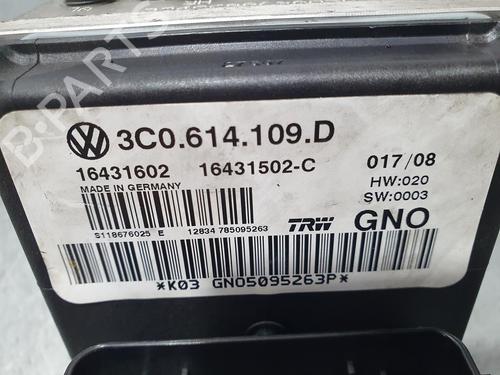 3C0.614.109.D
16431602 16431502-C 017/08
MADE IN GERMANY HW:020
SW:0003
S118676025 E 12834 785095263 TRW GNO
*K03 GNO5095263P*
B-PARTS